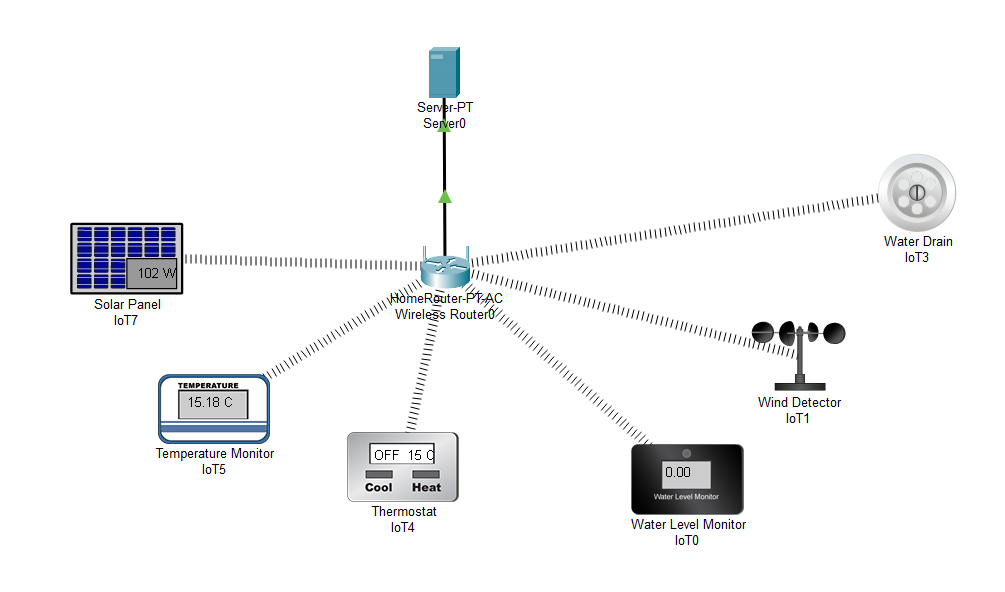 Server-PT
Server0
Water Drain
IoT3
102 W
Solar Panel
IoT7
HomeRouter-PT-AC
Wireless Router0
TEMPERATURE
15.18 C
Temperature Monitor
IoT5
Wind Detector
IoT1
OFF 15 C
Cool Heat
Thermostat
IoT4
0.00
Water Level Monitor
Water Level Monitor
IoT0